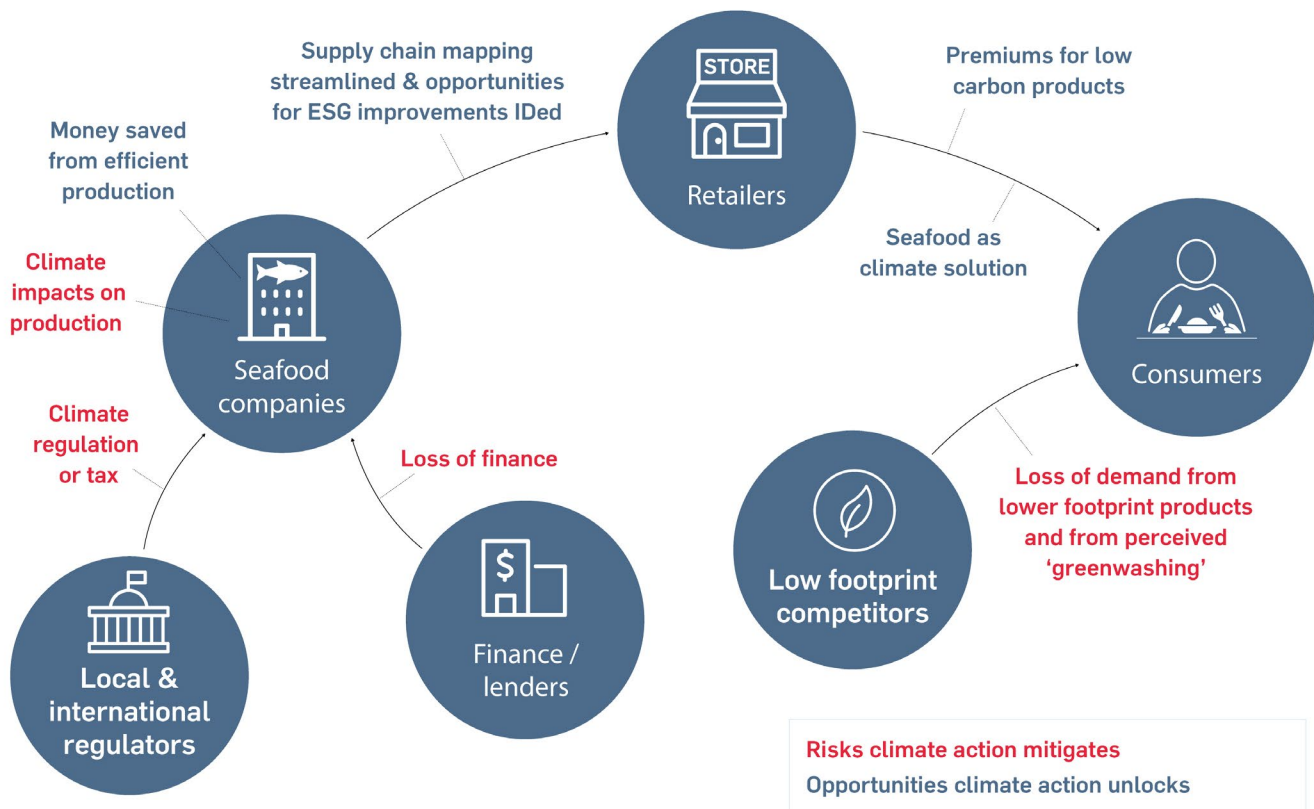 Supply chain mapping
streamlined & opportunities
for ESG improvements IDed
STORE
Retailers
Premiums for low
carbon products
Money saved
from efficient
production
Seafood as
climate solution
Climate
impacts on
production
Seafood
companies
Consumers
Climate
regulation
or tax
Loss of finance
Loss of demand from
lower footprint products
and from perceived
‘greenwashing’
$
Low footprint
competitors
Finance /
lenders
Local &
international
regulators
Risks climate action mitigates
Opportunities climate action unlocks